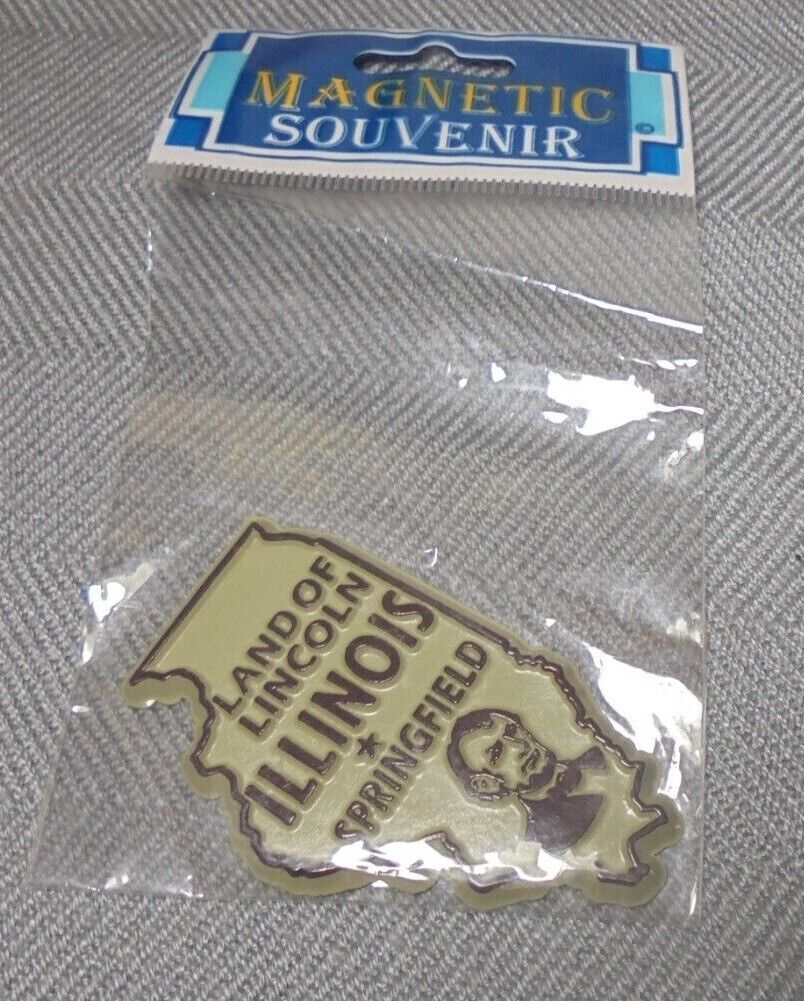 MAGNETIC
SOUVENIR
®
LAND OF
LINCOLN
ILLINOIS
SPRINGFIELD